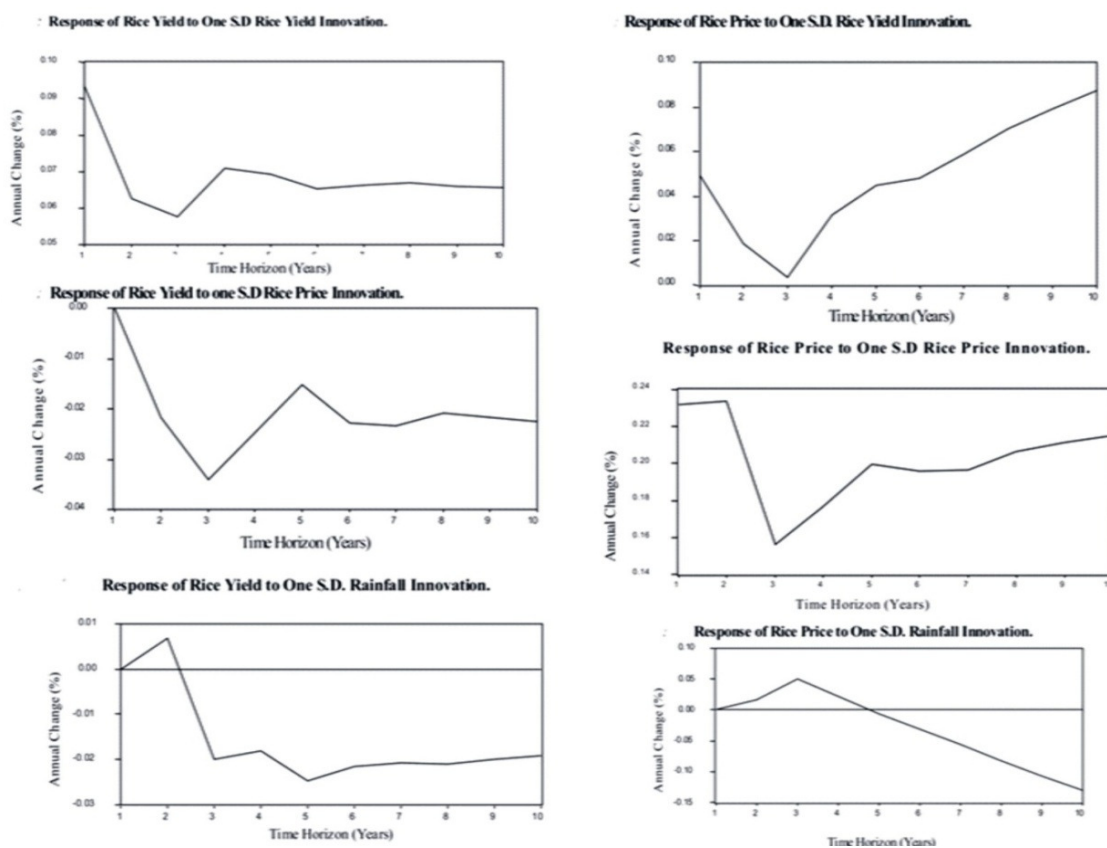 Response of Rice Yield to One S.D Rice Yield Innovation.
Annual Change (%)
0.10
0.09
0.08
0.07
0.06
0.05
1 2 5 6 8 9 10
Time Horizon (Years)
Response of Rice Yield to one S.D Rice Price Innovation.
Annual Change (%)
0.00
-0.01
-0.02
-0.03
-0.04
1 2 3 4 5 6 7 8 9 10
Time Horizon (Years)
Response of Rice Yield to One S.D. Rainfall Innovation.
Annual Change (%)
0.01
0.00
-0.01
-0.02
-0.03
1 2 3 4 5 6 7 8 9 10
Time Horizon (Years)
Response of Rice Price to One S.D. Rice Yield Innovation.
Annual Change (%)
0.10
0.08
0.06
0.04
0.02
0.00
1 2 3 4 5 6 7 8 9 10
Time Horizon (Years)
Response of Rice Price to One S.D Rice Price Innovation.
Annual Change (%)
0.24
0.22
0.20
0.18
0.16
0.14
1 2 3 4 5 6 7 8 9
Time Horizon (Years)
Response of Rice Price to One S.D. Rainfall Innovation.
Annual Change (%)
0.10
0.05
0.00
-0.05
-0.10
-0.15
1 2 3 4 5 6 7 8 9 10
Time Horizon (Years)